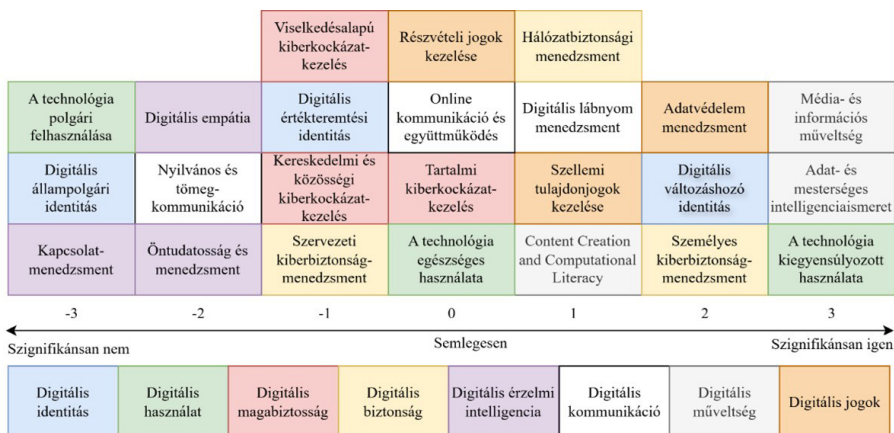 Viselkedésalapú
kiberkockázat-
kezelés
Részvételi jogok
kezelése
Hálózatbiztonsági
menedzsment
A technológia
polgári
felhasználása
Digitális empátia
Digitális
értékteremtési
identitás
Online
kommunikáció és
együttműködés
Digitális lábnyom
menedzsment
Adatvédelem
menedzsment
Média- és
információs
műveltség
Digitális
állampolgári
identitás
Nyilvános és
tömeg-
kommunikáció
Kereskedelmi és
közösségi
kiberkockázat-
kezelés
Tartalmi
kiberkockázat-
kezelés
Szellemi
tulajdonjogok
kezelése
Digitális
változáshozó
identitás
Adat- és
mesterséges
intelligenciaismeret
Kapcsolat-
menedzsment
Öntudatosság és
menedzsment
Szervezeti
kiberbiztonság-
menedzsment
A technológia
egészséges
használata
Content Creation
and Computational
Literacy
Személyes
kiberbiztonság-
menedzsment
A technológia
kiegyensúlyozott
használata
-3 -2 -1 0 1 2 3
Szignifikánsan nem Semlegesen Szignifikánsan igen
Digitális
identitás
Digitális
használat
Digitális
magabiztosság
Digitális
biztonság
Digitális érzelmi
intelligencia
Digitális
kommunikáció
Digitális
műveltség
Digitális jogok